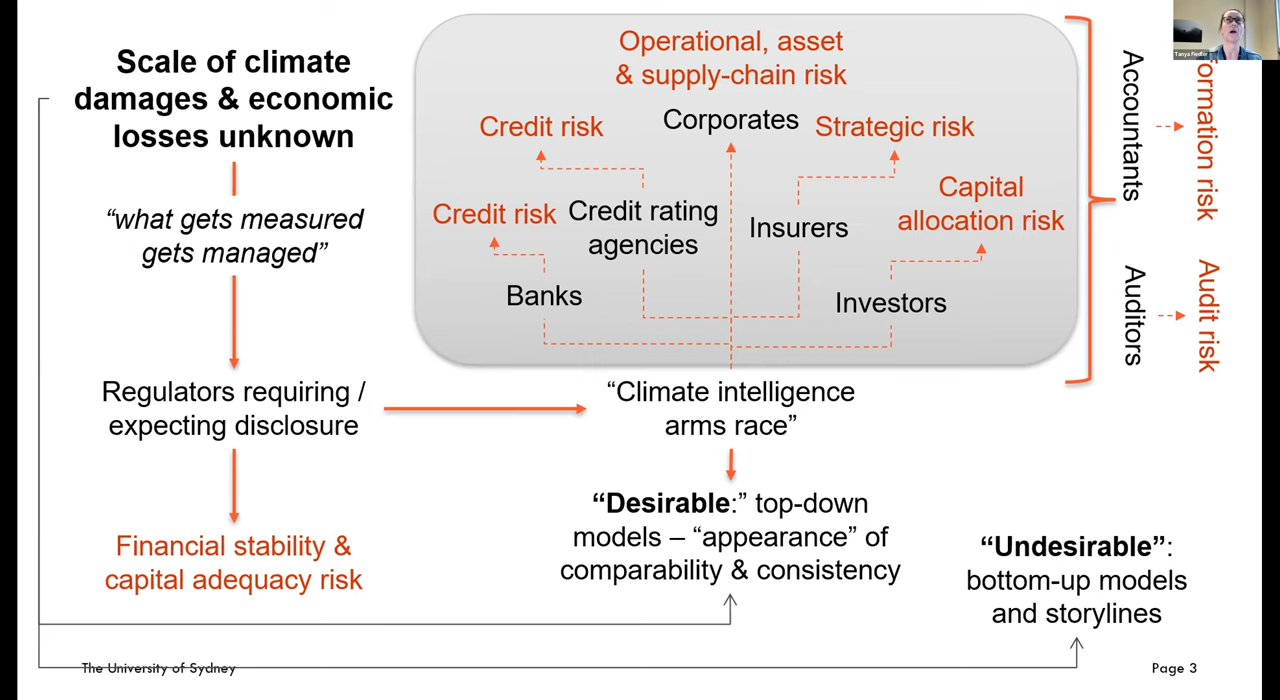 Scale of climate
damages & economic
losses unknown
“what gets measured
gets managed”
Regulators requiring /
expecting disclosure
Financial stability &
capital adequacy risk
Operational, asset
& supply-chain risk
Credit risk
Corporates
Strategic risk
Credit risk
Credit rating
agencies
Insurers
Capital
allocation risk
Banks
Investors
“Climate intelligence
arms race”
“Desirable:” top-down
models – “appearance” of
comparability & consistency
“Undesirable”:
bottom-up models
and storylines
Accountants
ormation risk
Auditors
Audit risk
Tanya Fiedler
The University of Sydney
Page 3